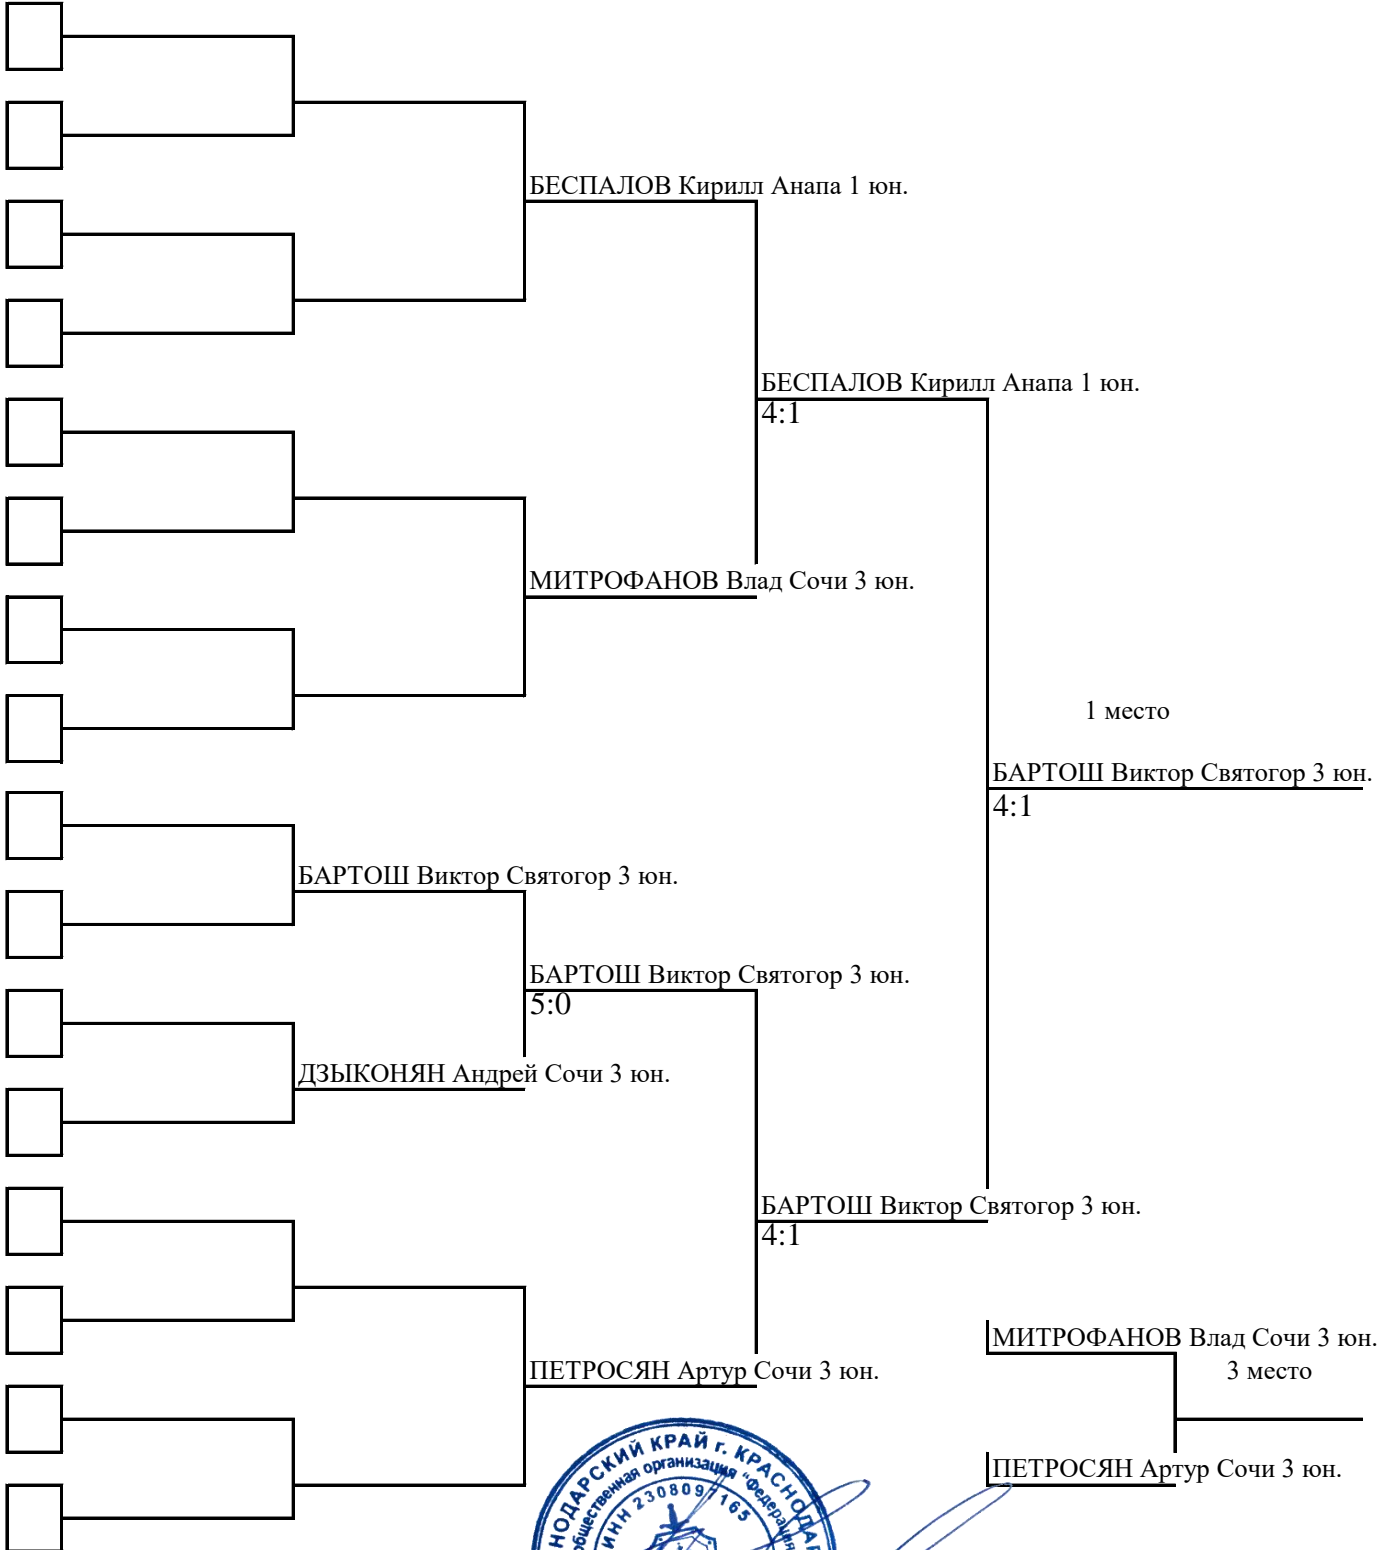 БЕСПАЛОВ Кирилл Анапа 1 юн.
БЕСПАЛОВ Кирилл Анапа 1 юн.
4:1
МИТРОФАНОВ Влад Сочи 3 юн.
1 место
БАРТОШ Виктор Святогор 3 юн.
4:1
БАРТОШ Виктор Святогор 3 юн.
БАРТОШ Виктор Святогор 3 юн.
5:0
ДЗЫКОНЯН Андрей Сочи 3 юн.
БАРТОШ Виктор Святогор 3 юн.
4:1
МИТРОФАНОВ Влад Сочи 3 юн.
3 место
ПЕТРОСЯН Артур Сочи 3 юн.
ПЕТРОСЯН Артур Сочи 3 юн.
КРАЙ г.
общественная организация "Федерация
ИНН 2308097165